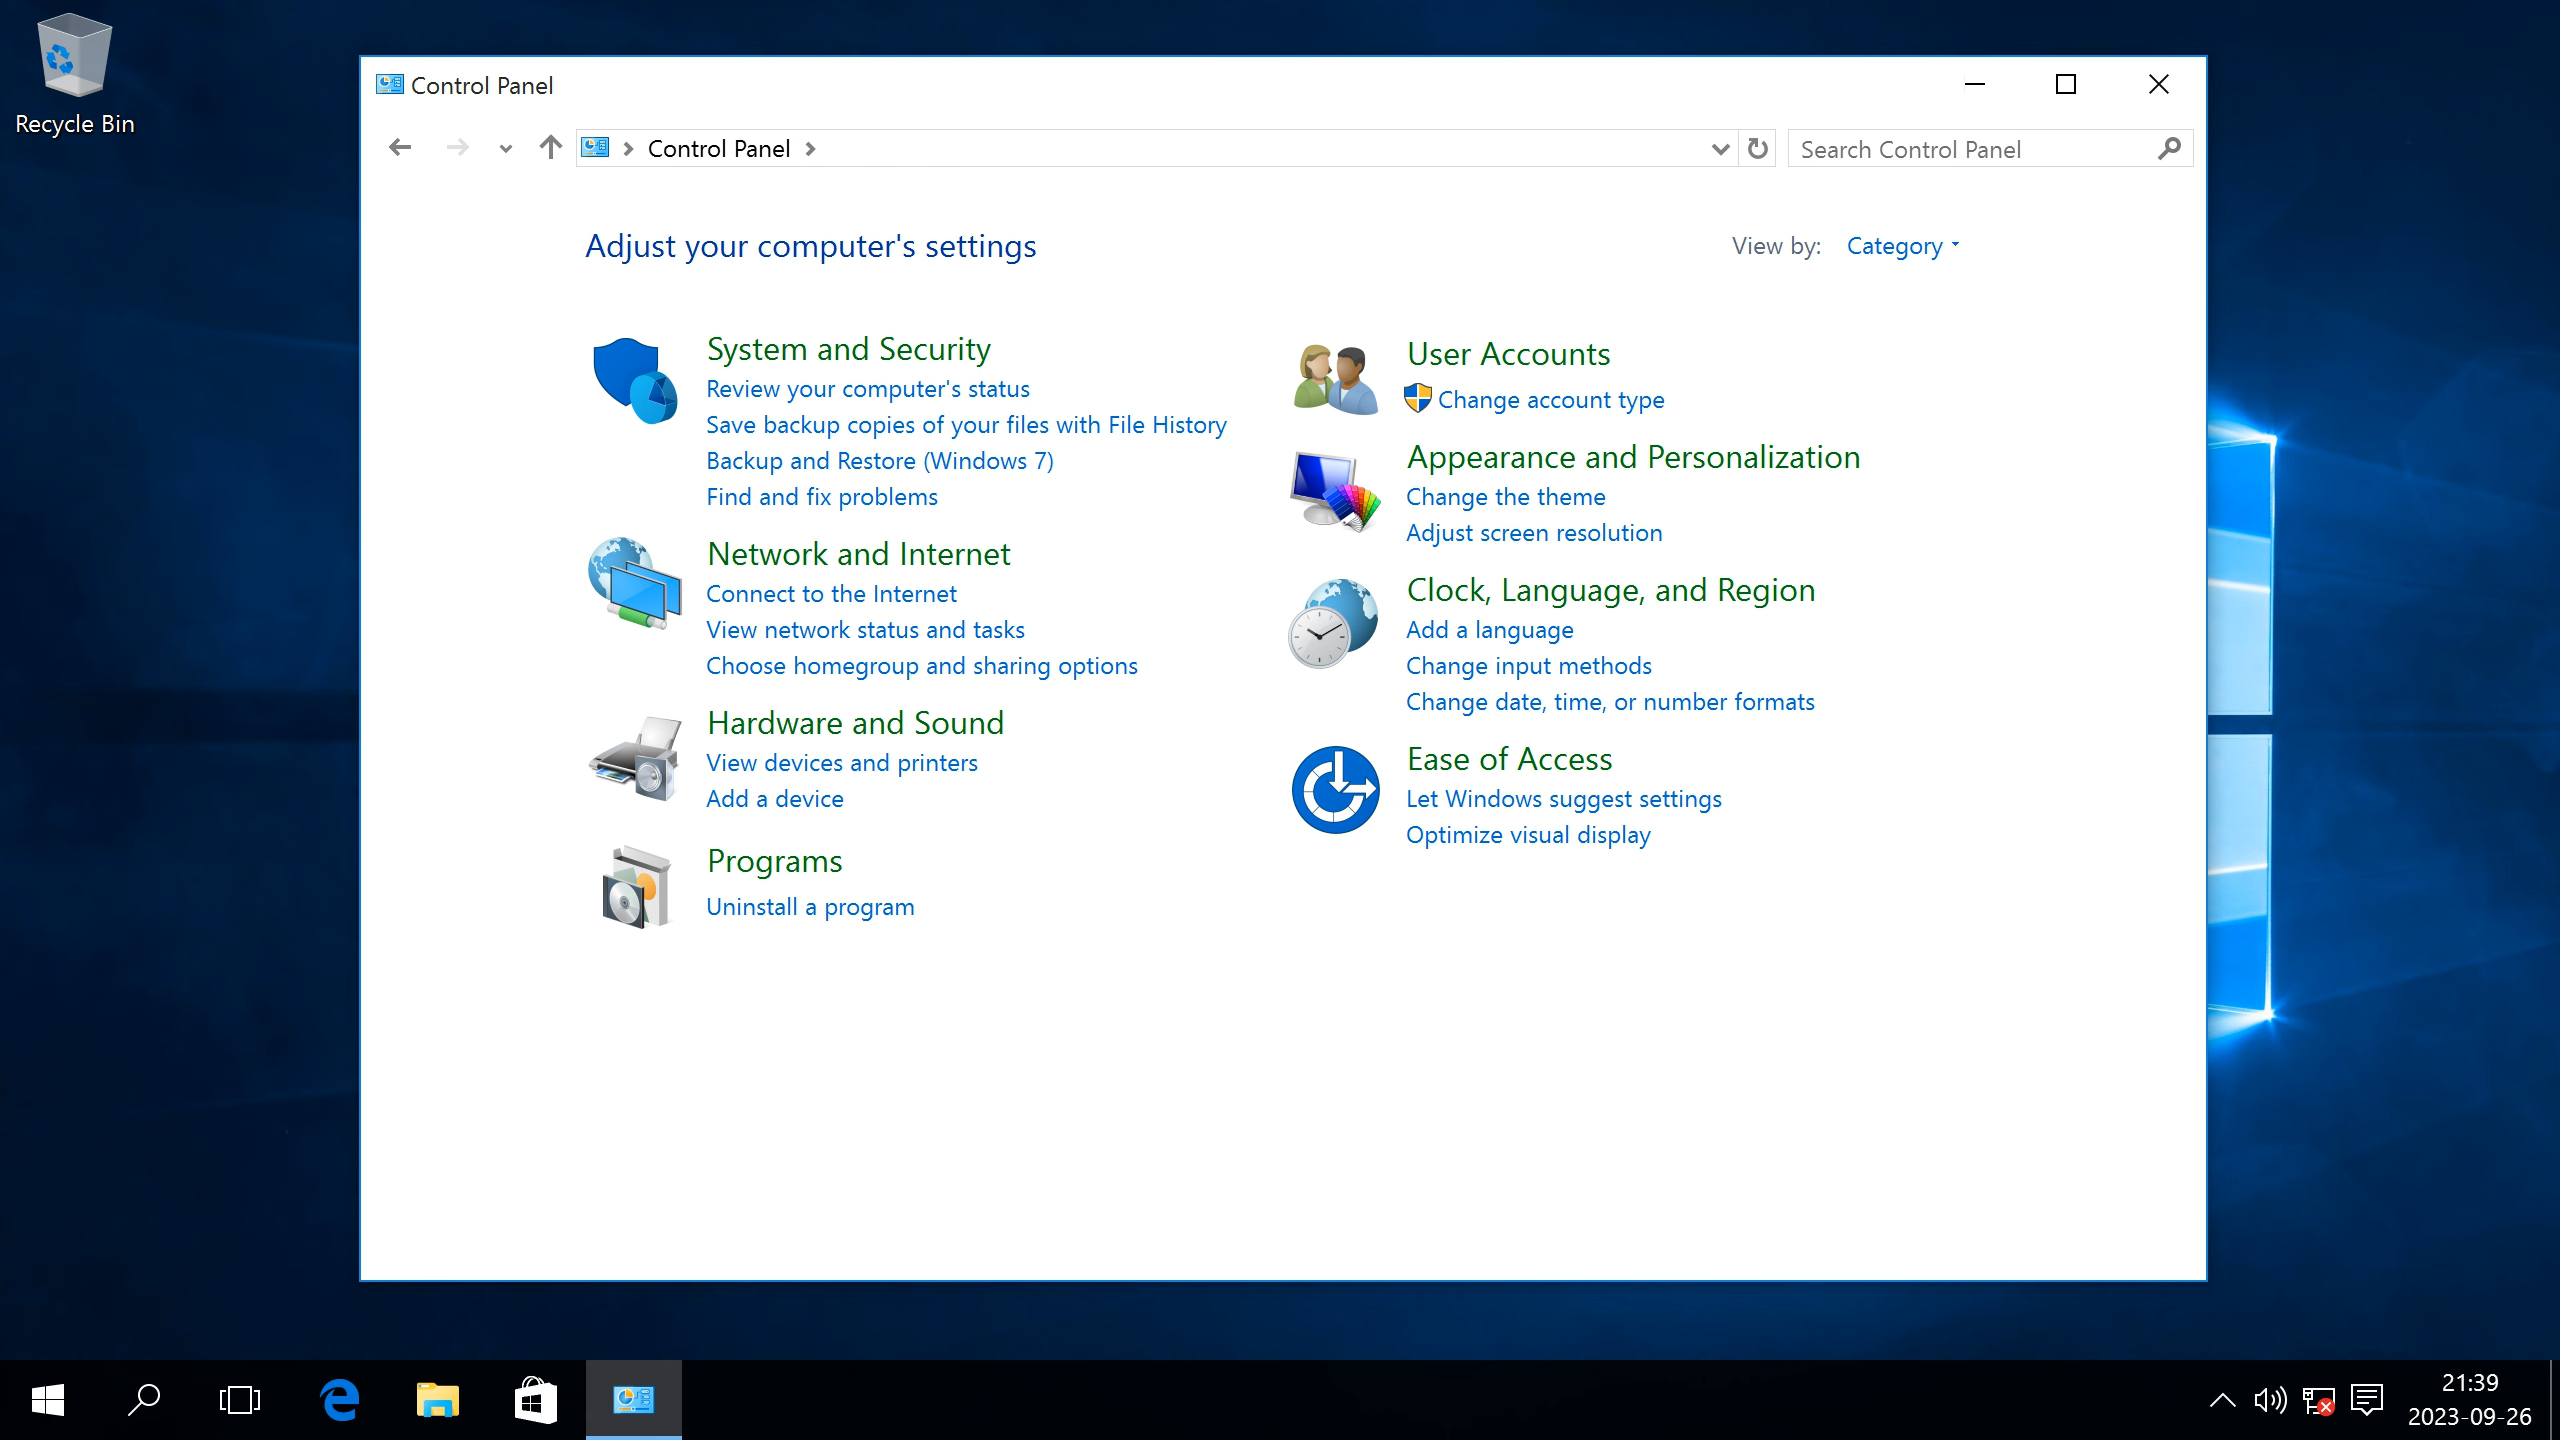 Recycle Bin
Control Panel
Control Panel
Search Control Panel
Adjust your computer's settings
View by: Category
System and Security
Review your computer's status
Save backup copies of your files with File History
Backup and Restore (Windows 7)
Find and fix problems
Network and Internet
Connect to the Internet
View network status and tasks
Choose homegroup and sharing options
Hardware and Sound
View devices and printers
Add a device
Programs
Uninstall a program
User Accounts
Change account type
Appearance and Personalization
Change the theme
Adjust screen resolution
Clock, Language, and Region
Add a language
Change input methods
Change date, time, or number formats
Ease of Access
Let Windows suggest settings
Optimize visual display
21:39
2023-09-26